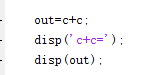 out=c+c;
disp('c+c=');
disp(out);